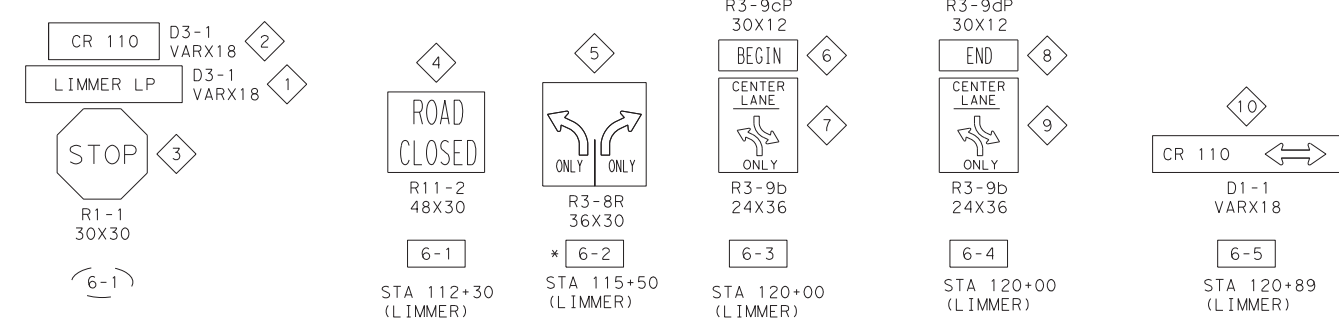 CR 110
D3-1
VARX18
2
LIMMER LP
D3-1
VARX18
1
STOP
3
R1-1
30X30
6-1
4
ROAD
CLOSED
R11-2
48X30
6-1
STA 112+30
(LIMMER)
5
ONLY ONLY
R3-8R
36X30
* 6-2
STA 115+50
(LIMMER)
R3-9cP
30X12
BEGIN
6
CENTER
LANE
7
ONLY
R3-9b
24X36
6-3
STA 120+00
(LIMMER)
R3-9dP
30X12
END
8
CENTER
LANE
9
ONLY
R3-9b
24X36
6-4
STA 120+00
(LIMMER)
10
CR 110
D1-1
VARX18
6-5
STA 120+89
(LIMMER)